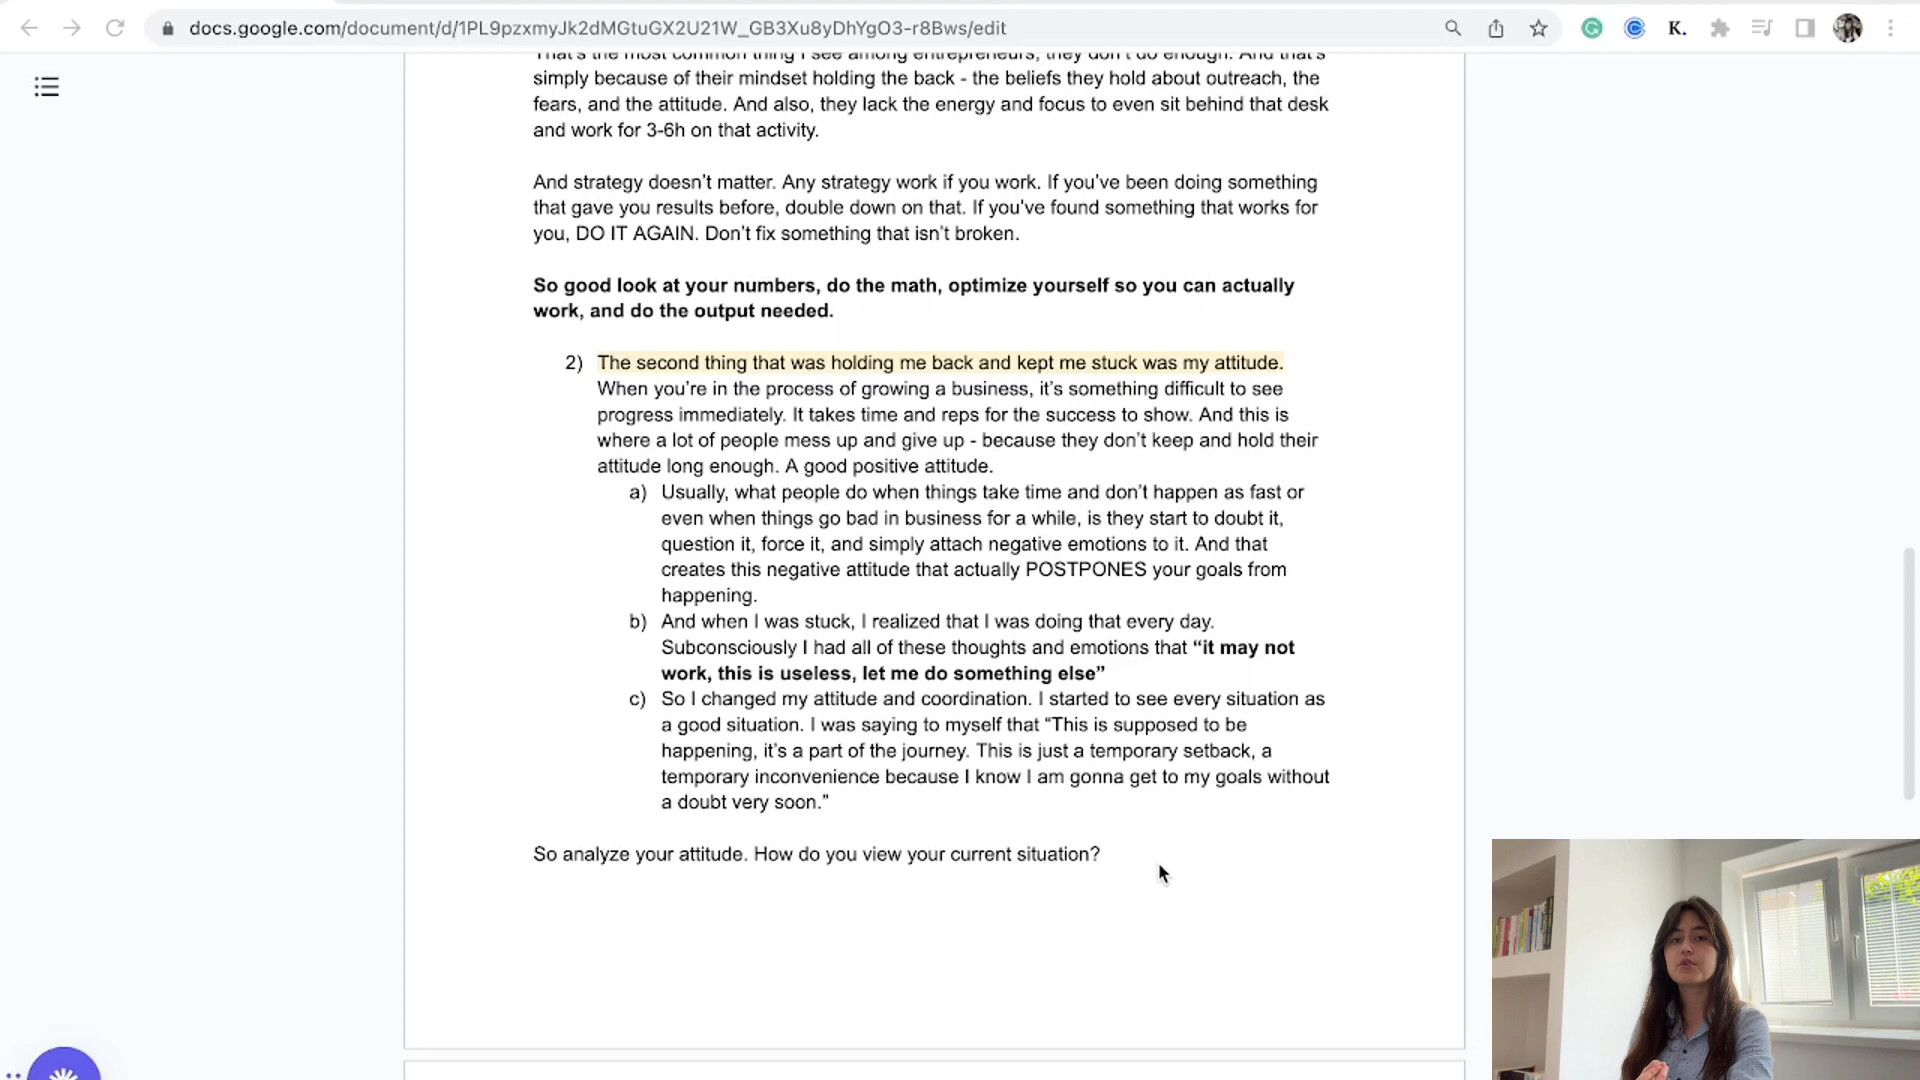 docs.google.com/document/d/1PL9pzxmyJk2dMGtuGX2U21W_GB3Xu8yDhYgO3-r8Bws/edit
K.
That's the most common thing I see among entrepreneurs, they don't do enough. And that's
simply because of their mindset holding the back - the beliefs they hold about outreach, the
fears, and the attitude. And also, they lack the energy and focus to even sit behind that desk
and work for 3-6h on that activity.
And strategy doesn't matter. Any strategy work if you work. If you've been doing something
that gave you results before, double down on that. If you've found something that works for
you, DO IT AGAIN. Don't fix something that isn't broken.
So good look at your numbers, do the math, optimize yourself so you can actually
work, and do the output needed.
2) The second thing that was holding me back and kept me stuck was my attitude.
When you're in the process of growing a business, it's something difficult to see
progress immediately. It takes time and reps for the success to show. And this is
where a lot of people mess up and give up - because they don't keep and hold their
attitude long enough. A good positive attitude.
a) Usually, what people do when things take time and don't happen as fast or
even when things go bad in business for a while, is they start to doubt it,
question it, force it, and simply attach negative emotions to it. And that
creates this negative attitude that actually POSTPONES your goals from
happening.
b) And when I was stuck, I realized that I was doing that every day.
Subconsciously I had all of these thoughts and emotions that “it may not
work, this is useless, let me do something else”
c) So I changed my attitude and coordination. I started to see every situation as
a good situation. I was saying to myself that “This is supposed to be
happening, it's a part of the journey. This is just a temporary setback, a
temporary inconvenience because I know I am gonna get to my goals without
a doubt very soon.”
So analyze your attitude. How do you view your current situation?